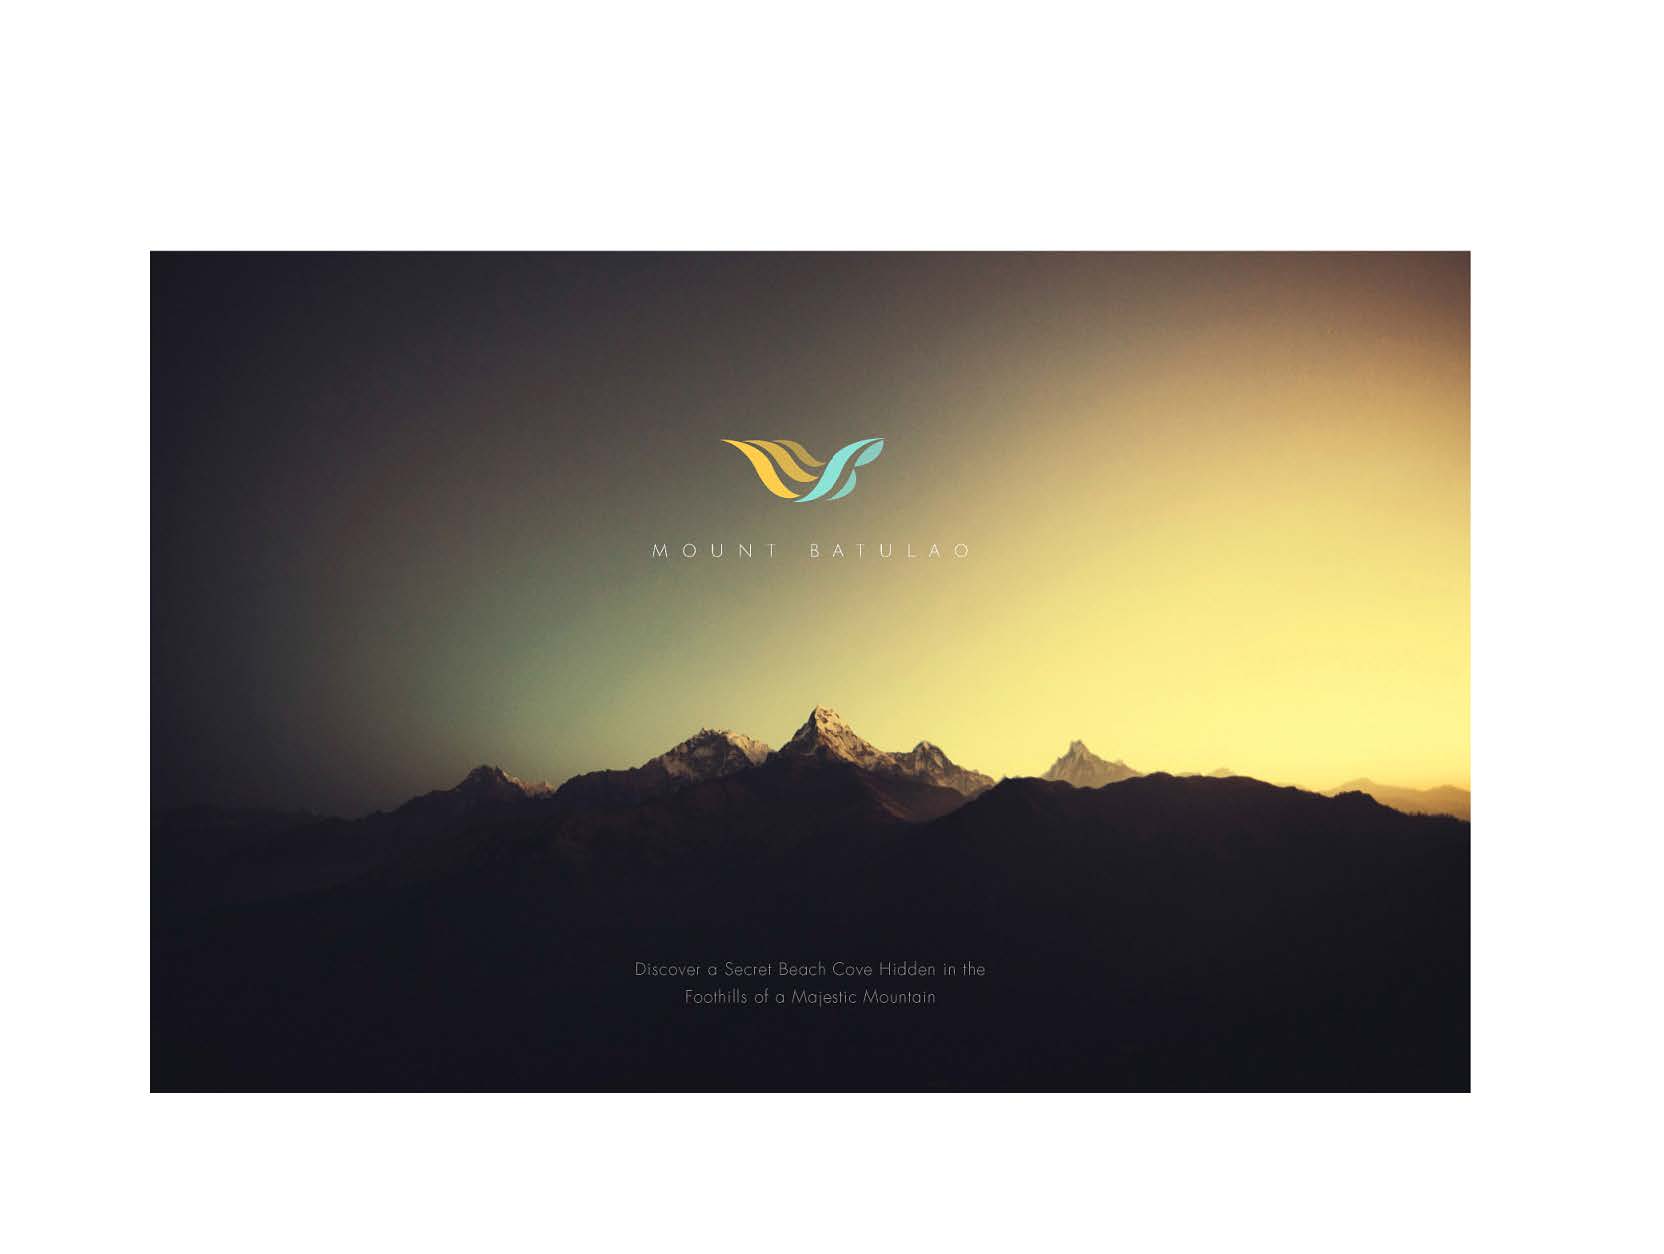 MOUNT BATULAO
Discover a Secret Beach Cove Hidden in the
Foothills of a Majestic Mountain